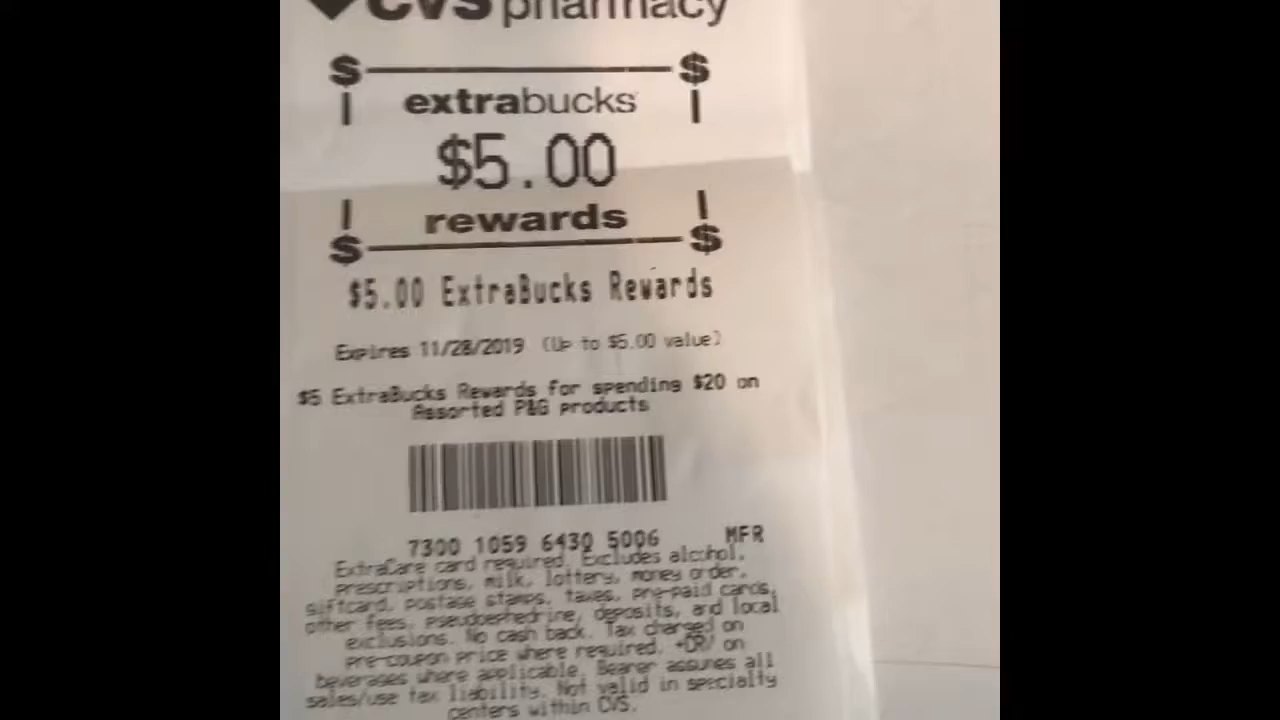 CVS pharmacy
$ $
extrabucks
$5.00
rewards
$ $
$5.00 ExtraBucks Rewards
Expires 11/28/2019 (Up to $5.00 value)
$5 ExtraBucks Rewards for spending $20 on
Assorted P&G products
7300 1059 6430 5006 MFR
ExtraCare card required. Excludes alcohol,
prescriptions, milk, lottery, money order,
giftcard, postage stamps, taxes, pre-paid cards,
other fees, pseudoephedrine, deposits, and local
exclusions. No cash back. Tax charged on
pre-coupon price where required. +CRV on
beverages where applicable. Bearer assumes all
sales/use tax liability. Not valid in specialty
centers within CVS.